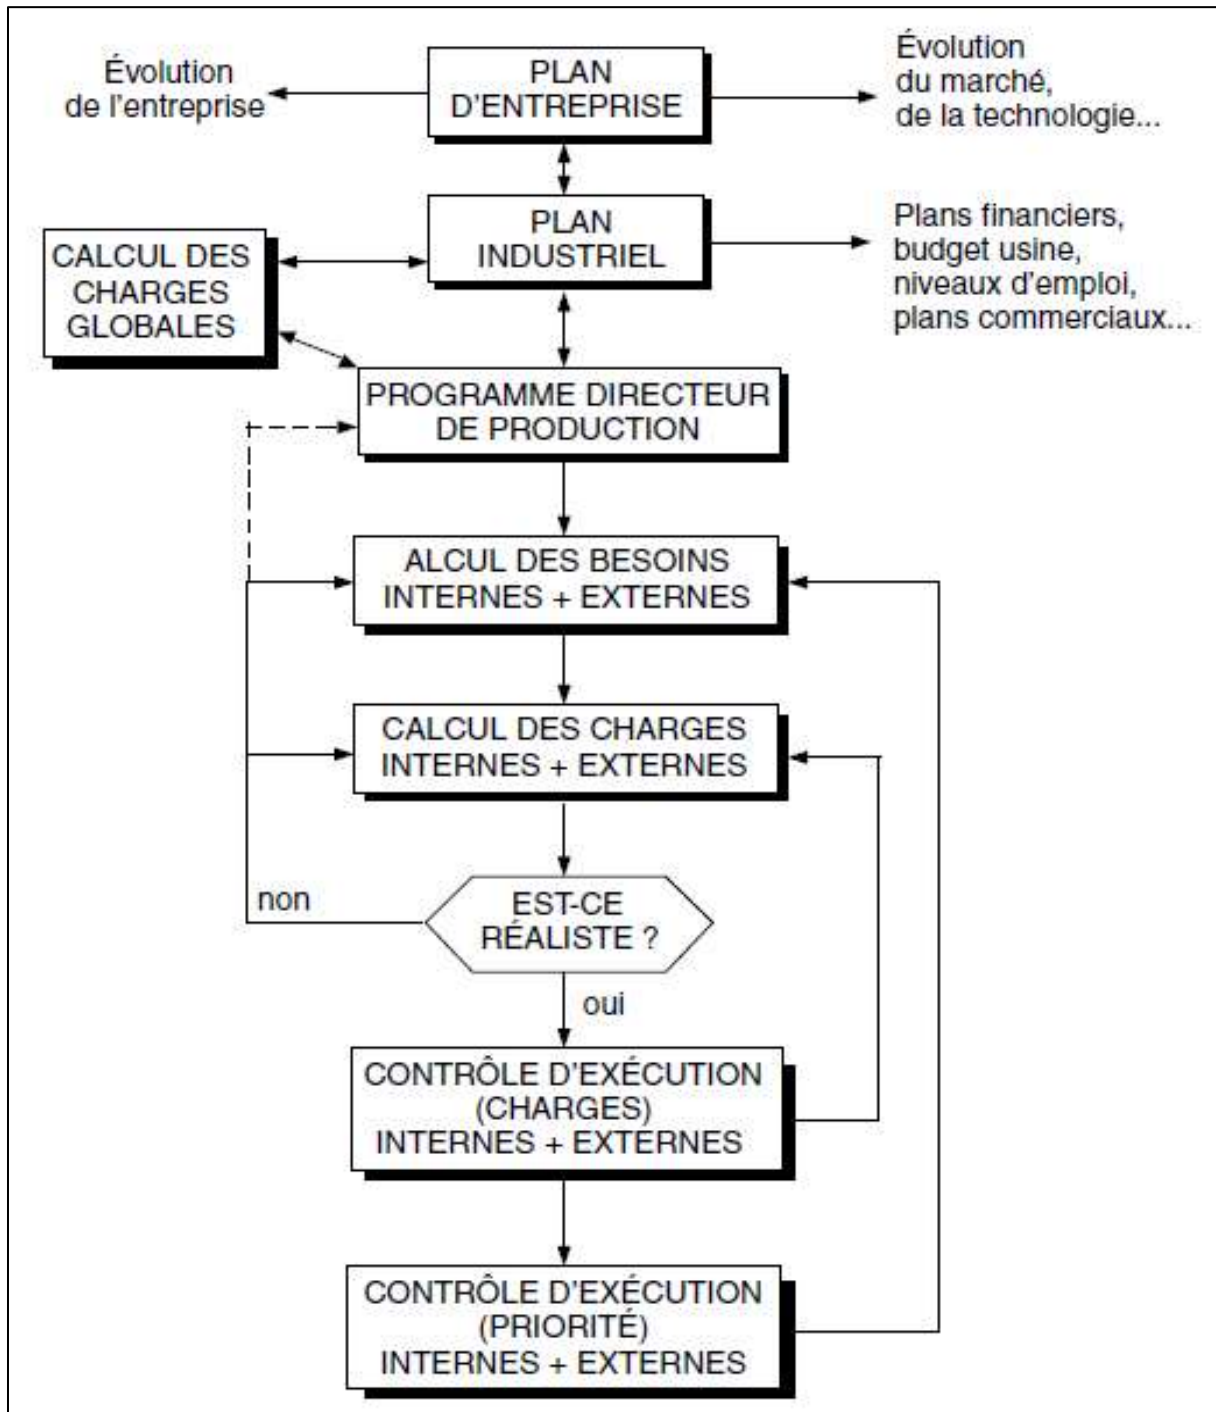 Évolution
de l'entreprise
PLAN
D'ENTREPRISE
Évolution
du marché,
de la technologie...
PLAN
INDUSTRIEL
Plans financiers,
budget usine,
niveaux d'emploi,
plans commerciaux...
CALCUL DES
CHARGES
GLOBALES
PROGRAMME DIRECTEUR
DE PRODUCTION
ALCUL DES BESOINS
INTERNES + EXTERNES
CALCUL DES CHARGES
INTERNES + EXTERNES
non
EST-CE
RÉALISTE ?
oui
CONTRÔLE D'EXÉCUTION
(CHARGES)
INTERNES + EXTERNES
CONTRÔLE D'EXÉCUTION
(PRIORITÉ)
INTERNES + EXTERNES